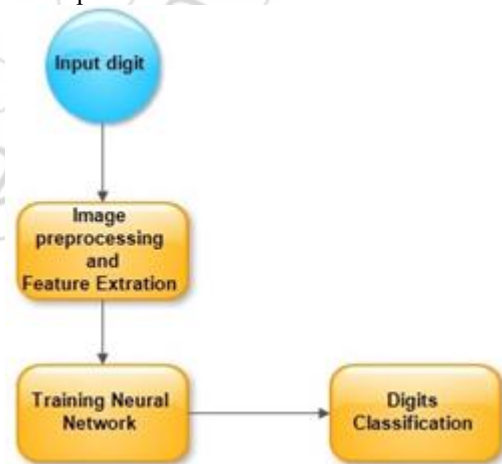 Input digit
Image
preprocessing
and
Feature Extration
Training Neural
Network
Digits
Classification